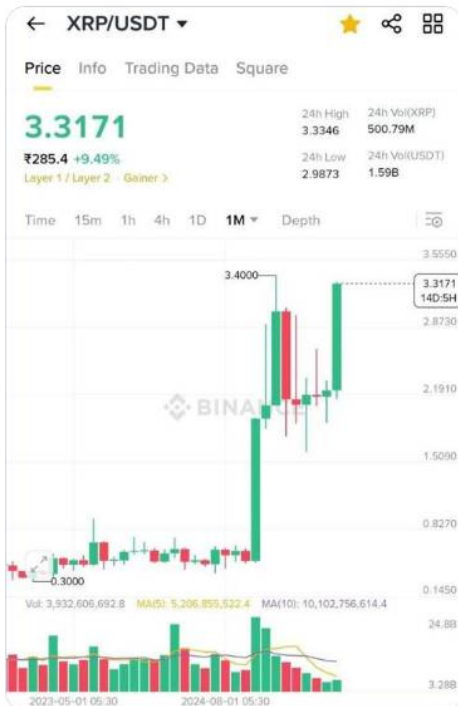 XRP/USDT
Price Info Trading Data Square
3.3171
₹285.4 +9.49%
Layer 1 / Layer 2 · Gainer >
24h High
3.3346
24h Vol(XRP)
500.79M
24h Low
2.9873
24h Vol(USDT)
1.59B
Time 15m 1h 4h 1D 1M Depth
3.5550
3.4000
3.3171
14D:5H
2.8730
2.1910
BINANCE
1.5090
0.8270
0.3000
0.1450
Vol: 3,932,606,692.8 MA(5): 5,206,855,522.4 MA(10): 10,102,756,614.4
24.8B
3.28B
2023-05-01 05:30 2024-08-01 05:30